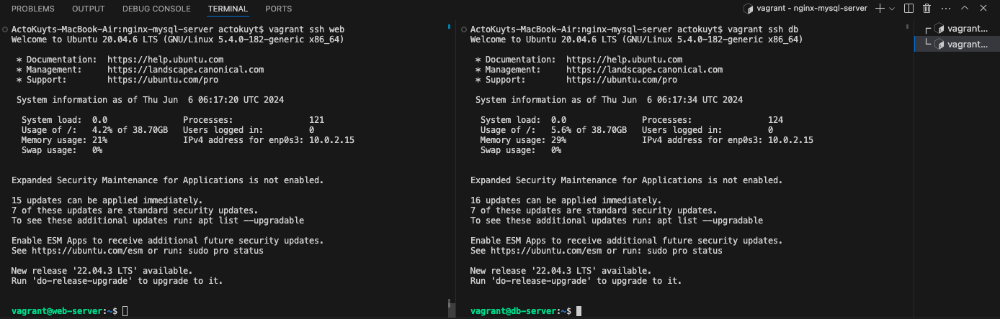 PROBLEMS OUTPUT DEBUG CONSOLE TERMINAL PORTS
vagrant - nginx-mysql-server
ActoKuyts-MacBook-Air:nginx-mysql-server actokuyt$ vagrant ssh web
Welcome to Ubuntu 20.04.6 LTS (GNU/Linux 5.4.0-182-generic x86_64)
* Documentation: https://help.ubuntu.com
* Management: https://landscape.canonical.com
* Support: https://ubuntu.com/pro
System information as of Thu Jun 6 06:17:20 UTC 2024
System load: 0.0 Processes: 121
Usage of /: 4.2% of 38.70GB Users logged in: 0
Memory usage: 21% IPv4 address for enp0s3: 10.0.2.15
Swap usage: 0%
Expanded Security Maintenance for Applications is not enabled.
15 updates can be applied immediately.
7 of these updates are standard security updates.
To see these additional updates run: apt list --upgradable
Enable ESM Apps to receive additional future security updates.
See https://ubuntu.com/esm or run: sudo pro status
New release '22.04.3 LTS' available.
Run 'do-release-upgrade' to upgrade to it.
vagrant@web-server:~$
ActoKuyts-MacBook-Air:nginx-mysql-server actokuyt$ vagrant ssh db
Welcome to Ubuntu 20.04.6 LTS (GNU/Linux 5.4.0-182-generic x86_64)
* Documentation: https://help.ubuntu.com
* Management: https://landscape.canonical.com
* Support: https://ubuntu.com/pro
System information as of Thu Jun 6 06:17:34 UTC 2024
System load: 0.0 Processes: 124
Usage of /: 5.6% of 38.70GB Users logged in: 0
Memory usage: 29% IPv4 address for enp0s3: 10.0.2.15
Swap usage: 0%
Expanded Security Maintenance for Applications is not enabled.
16 updates can be applied immediately.
7 of these updates are standard security updates.
To see these additional updates run: apt list --upgradable
Enable ESM Apps to receive additional future security updates.
See https://ubuntu.com/esm or run: sudo pro status
New release '22.04.3 LTS' available.
Run 'do-release-upgrade' to upgrade to it.
vagrant@db-server:~$
vagrant...
vagrant...